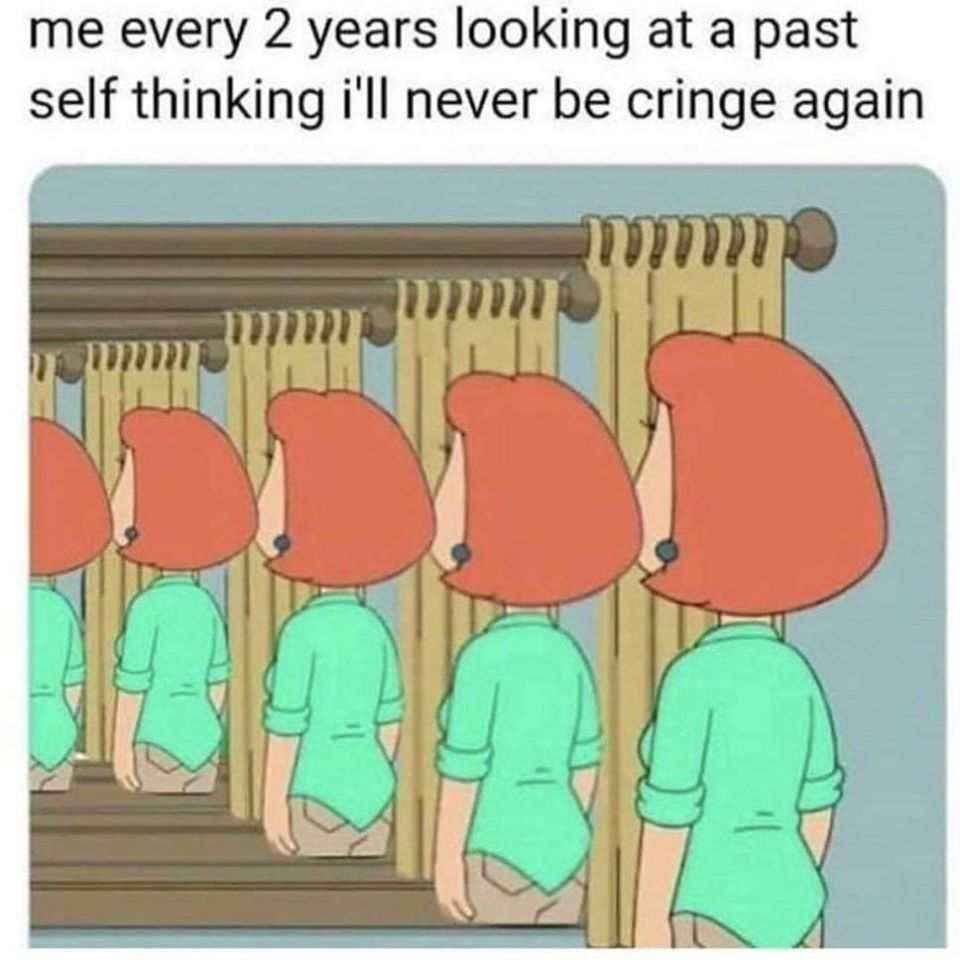 me every 2 years looking at a past
self thinking i'll never be cringe again